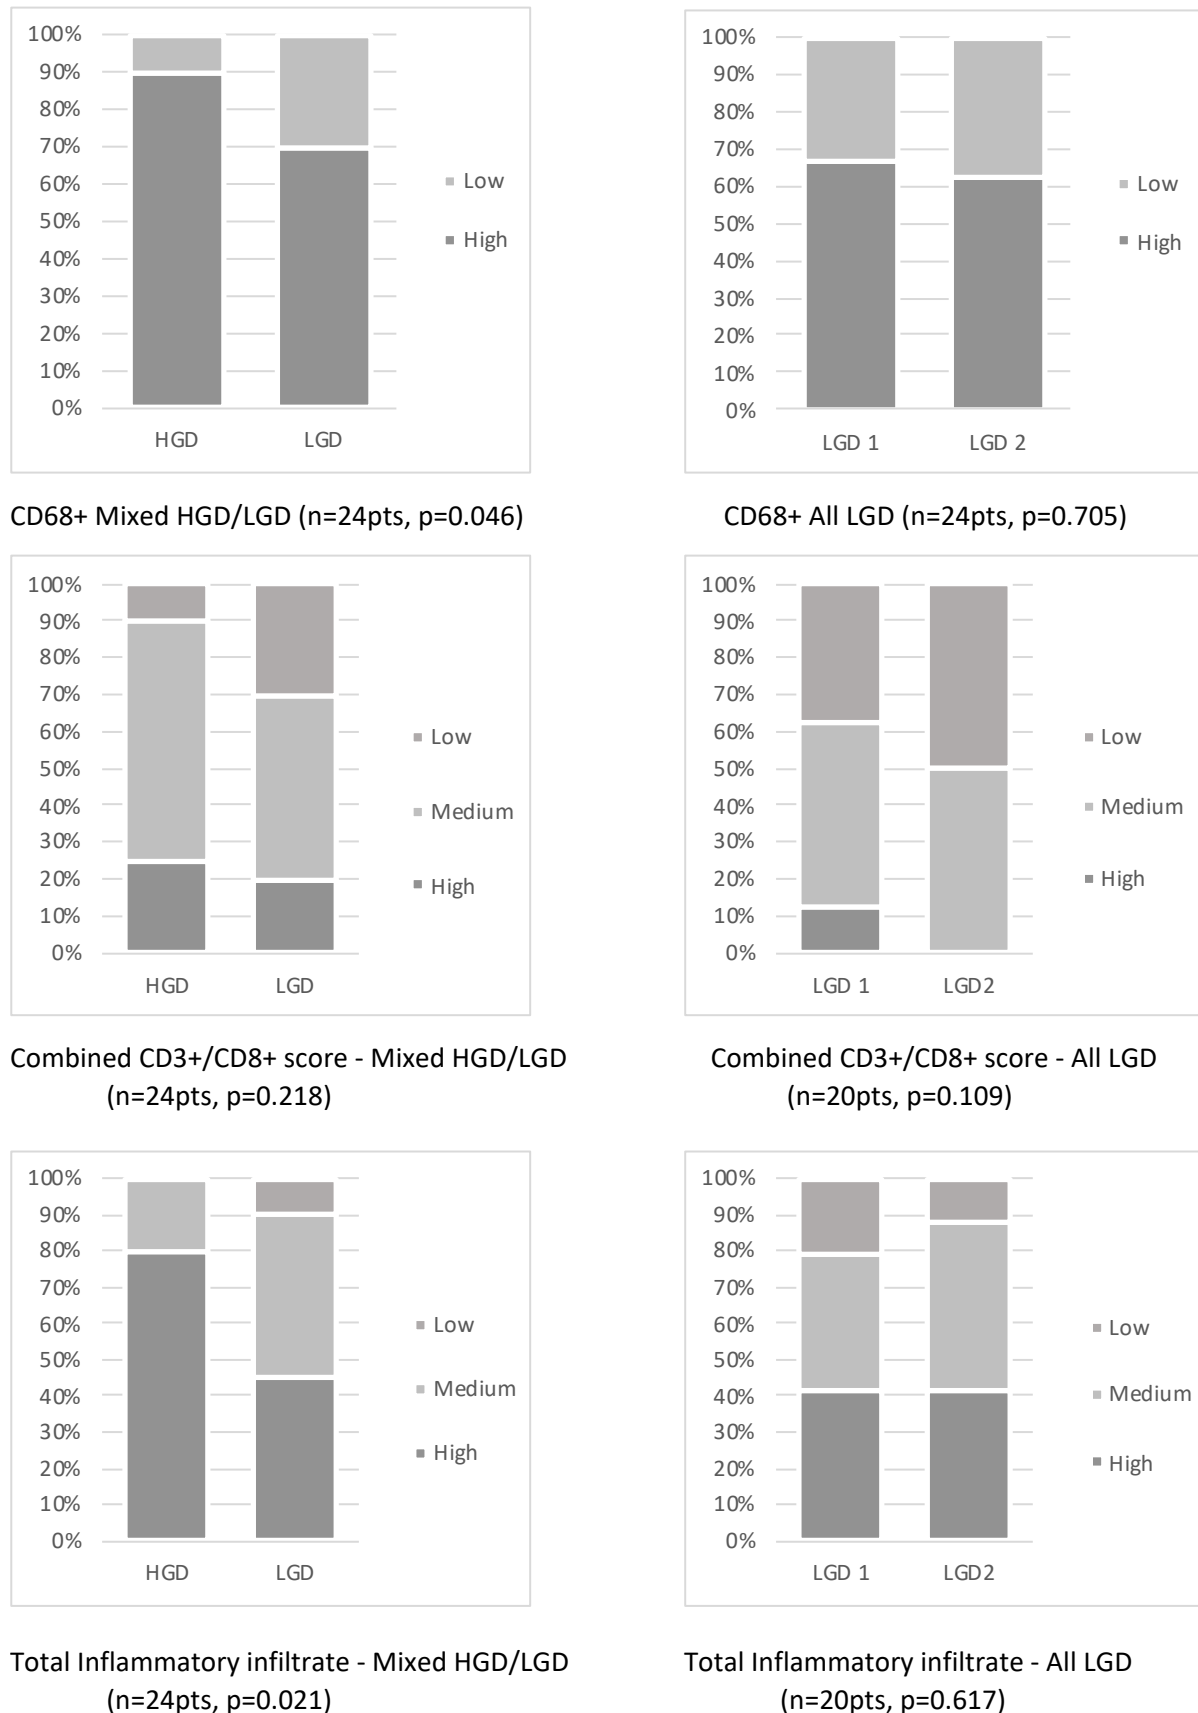 100%
90%
80%
70%
60%
50%
40%
30%
20%
10%
0%
HGD LGD
Low
High
CD68+ Mixed HGD/LGD (n=24pts, p=0.046)
100%
90%
80%
70%
60%
50%
40%
30%
20%
10%
0%
LGD 1 LGD 2
Low
High
CD68+ All LGD (n=24pts, p=0.705)
100%
90%
80%
70%
60%
50%
40%
30%
20%
10%
0%
HGD LGD
Low
Medium
High
Combined CD3+/CD8+ score - Mixed HGD/LGD
(n=24pts, p=0.218)
100%
90%
80%
70%
60%
50%
40%
30%
20%
10%
0%
LGD 1 LGD2
Low
Medium
High
Combined CD3+/CD8+ score - All LGD
(n=20pts, p=0.109)
100%
90%
80%
70%
60%
50%
40%
30%
20%
10%
0%
HGD LGD
Low
Medium
High
Total Inflammatory infiltrate - Mixed HGD/LGD
(n=24pts, p=0.021)
100%
90%
80%
70%
60%
50%
40%
30%
20%
10%
0%
LGD 1 LGD2
Low
Medium
High
Total Inflammatory infiltrate - All LGD
(n=20pts, p=0.617)